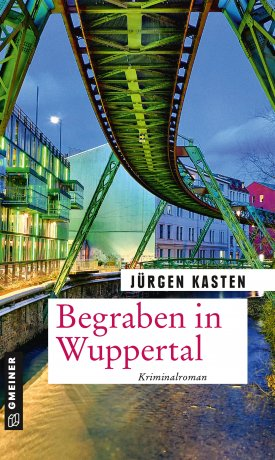 JÜRGEN KASTEN
Begraben in
Wuppertal
Kriminalroman
GMEINER